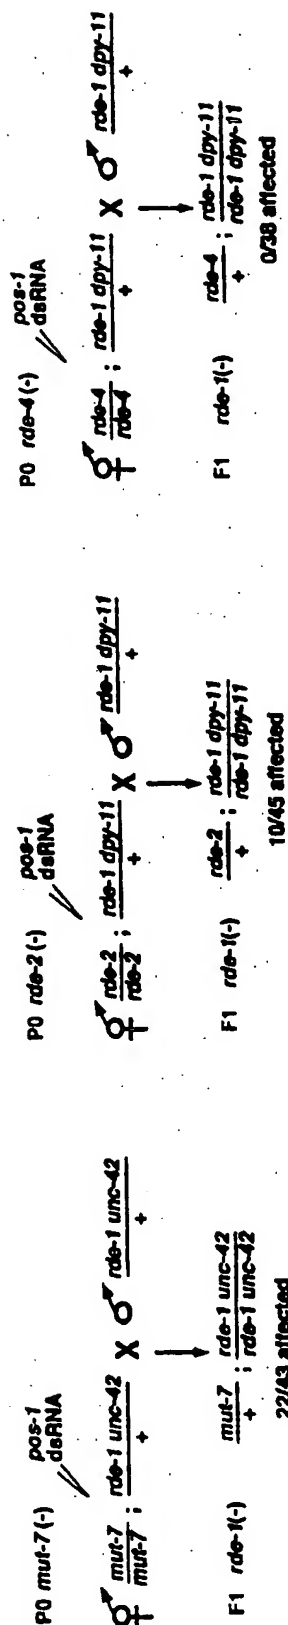 P0 mut-7(-)
pos-1
dsRNA
mut-7
mut-7
;
rde-1 unc-42
+
X
rde-1 unc-42
+
F1 rde-1(-)
mut-7
+
;
rde-1 unc-42
rde-1 unc-42
22/43 affected
P0 rde-2(-)
pos-1
dsRNA
rde-2
rde-2
;
rde-1 dpy-11
+
X
rde-1 dpy-11
+
F1 rde-1(-)
rde-2
+
;
rde-1 dpy-11
rde-1 dpy-11
10/45 affected
P0 rde-4(-)
pos-1
dsRNA
rde-4
rde-4
;
rde-1 dpy-11
+
X
rde-1 dpy-11
+
F1 rde-1(-)
rde-4
+
;
rde-1 dpy-11
rde-1 dpy-11
0/38 affected